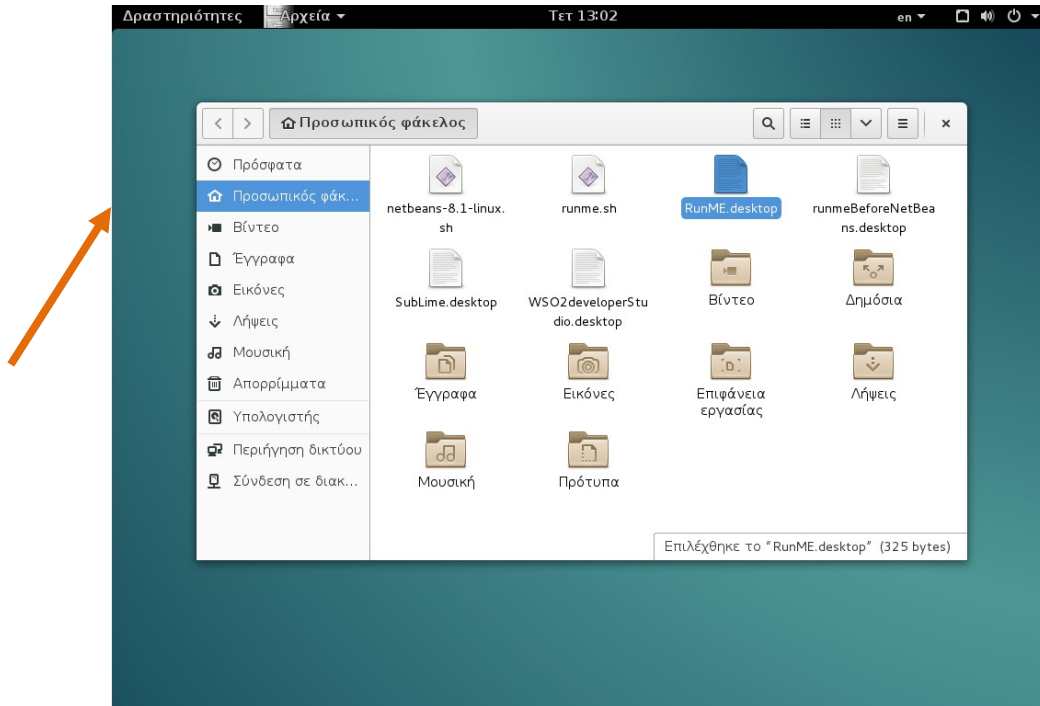 Δραστηριότητες Αρχεία Τετ 13:02 en
Προσωπικός φάκελος
Πρόσφατα
Προσωπικός φάκ...
Βίντεο
Έγγραφα
Εικόνες
Λήψεις
Μουσική
Απορρίμματα
Υπολογιστής
Περιήγηση δικτύου
Σύνδεση σε διακ...
netbeans-8.1-linux.
sh
runme.sh
RunME.desktop
runmeBeforeNetBea
ns.desktop
SubLime.desktop
WSO2developerStu
dio.desktop
Βίντεο
Δημόσια
Έγγραφα
Εικόνες
Επιφάνεια
εργασίας
Λήψεις
Μουσική
Πρότυπα
Επιλέχθηκε το “RunME.desktop” (325 bytes)